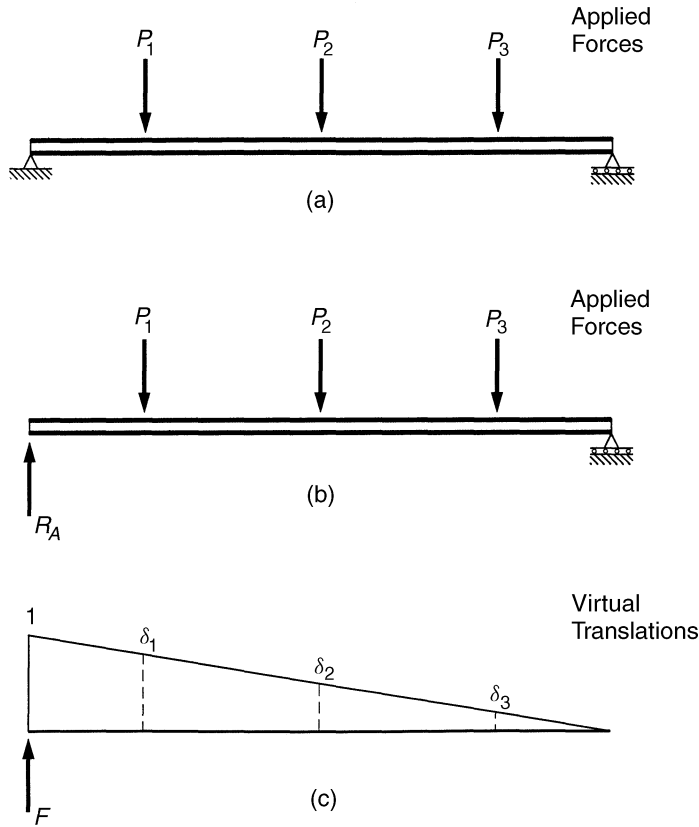 Applied
Forces
P1 P2 P3
(a)
Applied
Forces
P1 P2 P3
RA
(b)
Virtual
Translations
1
δ1
δ2
δ3
F
(c)